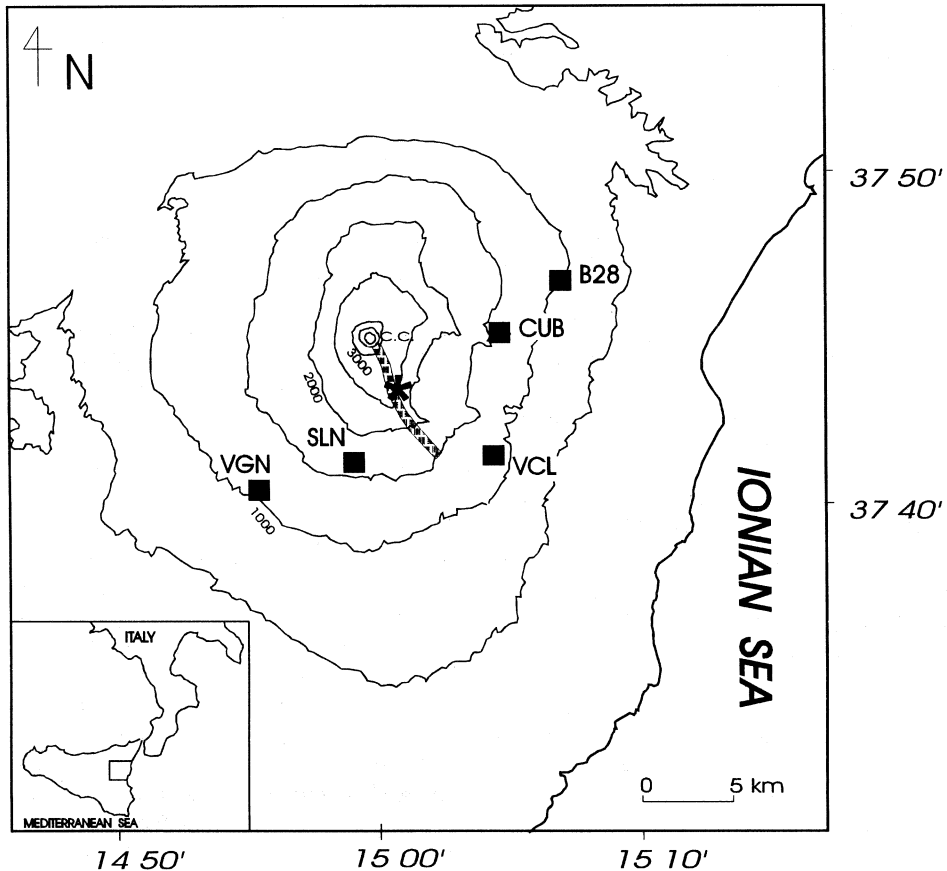 N
37 50'
B28
CUB
c.c.
3000
2000
SLN
VGN
VCL
1000
37 40'
IONIAN SEA
ITALY
MEDITERRANEAN SEA
0 5 km
14 50' 15 00' 15 10'